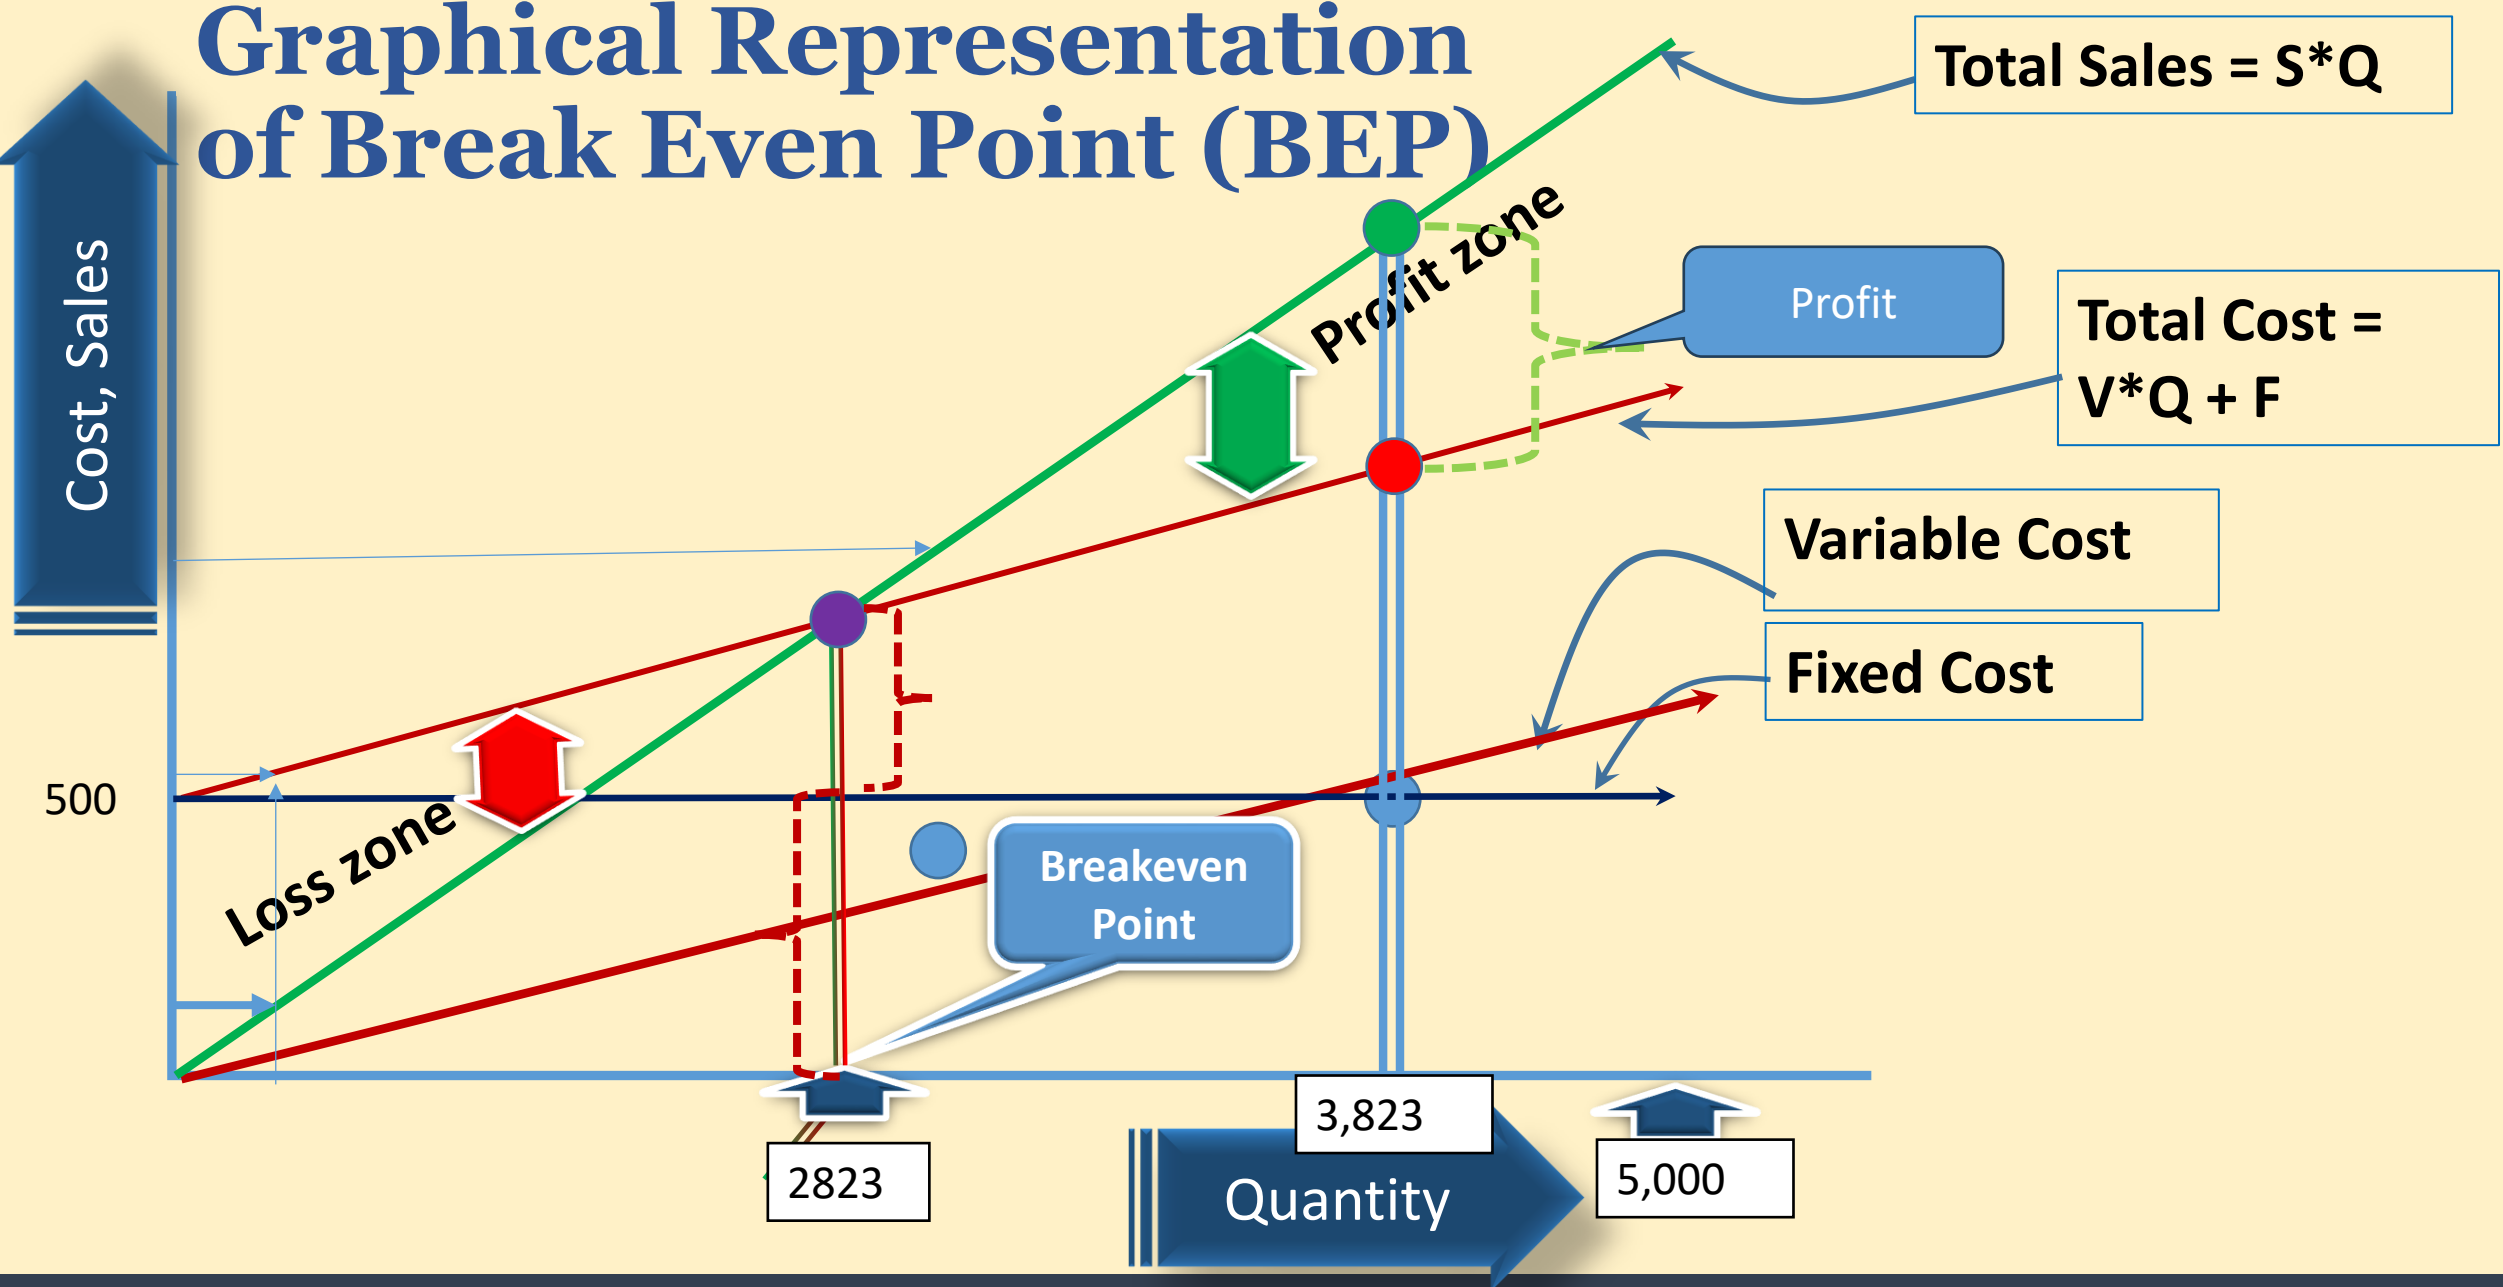 Graphical Representation
of Break Even Point (BEP)
Total Sales = S*Q
Cost, Sales
Profit zone
Profit
Total Cost =
V*Q + F
Variable Cost
Fixed Cost
500
Loss zone
Breakeven
Point
3,823
2823
Quantity
5,000